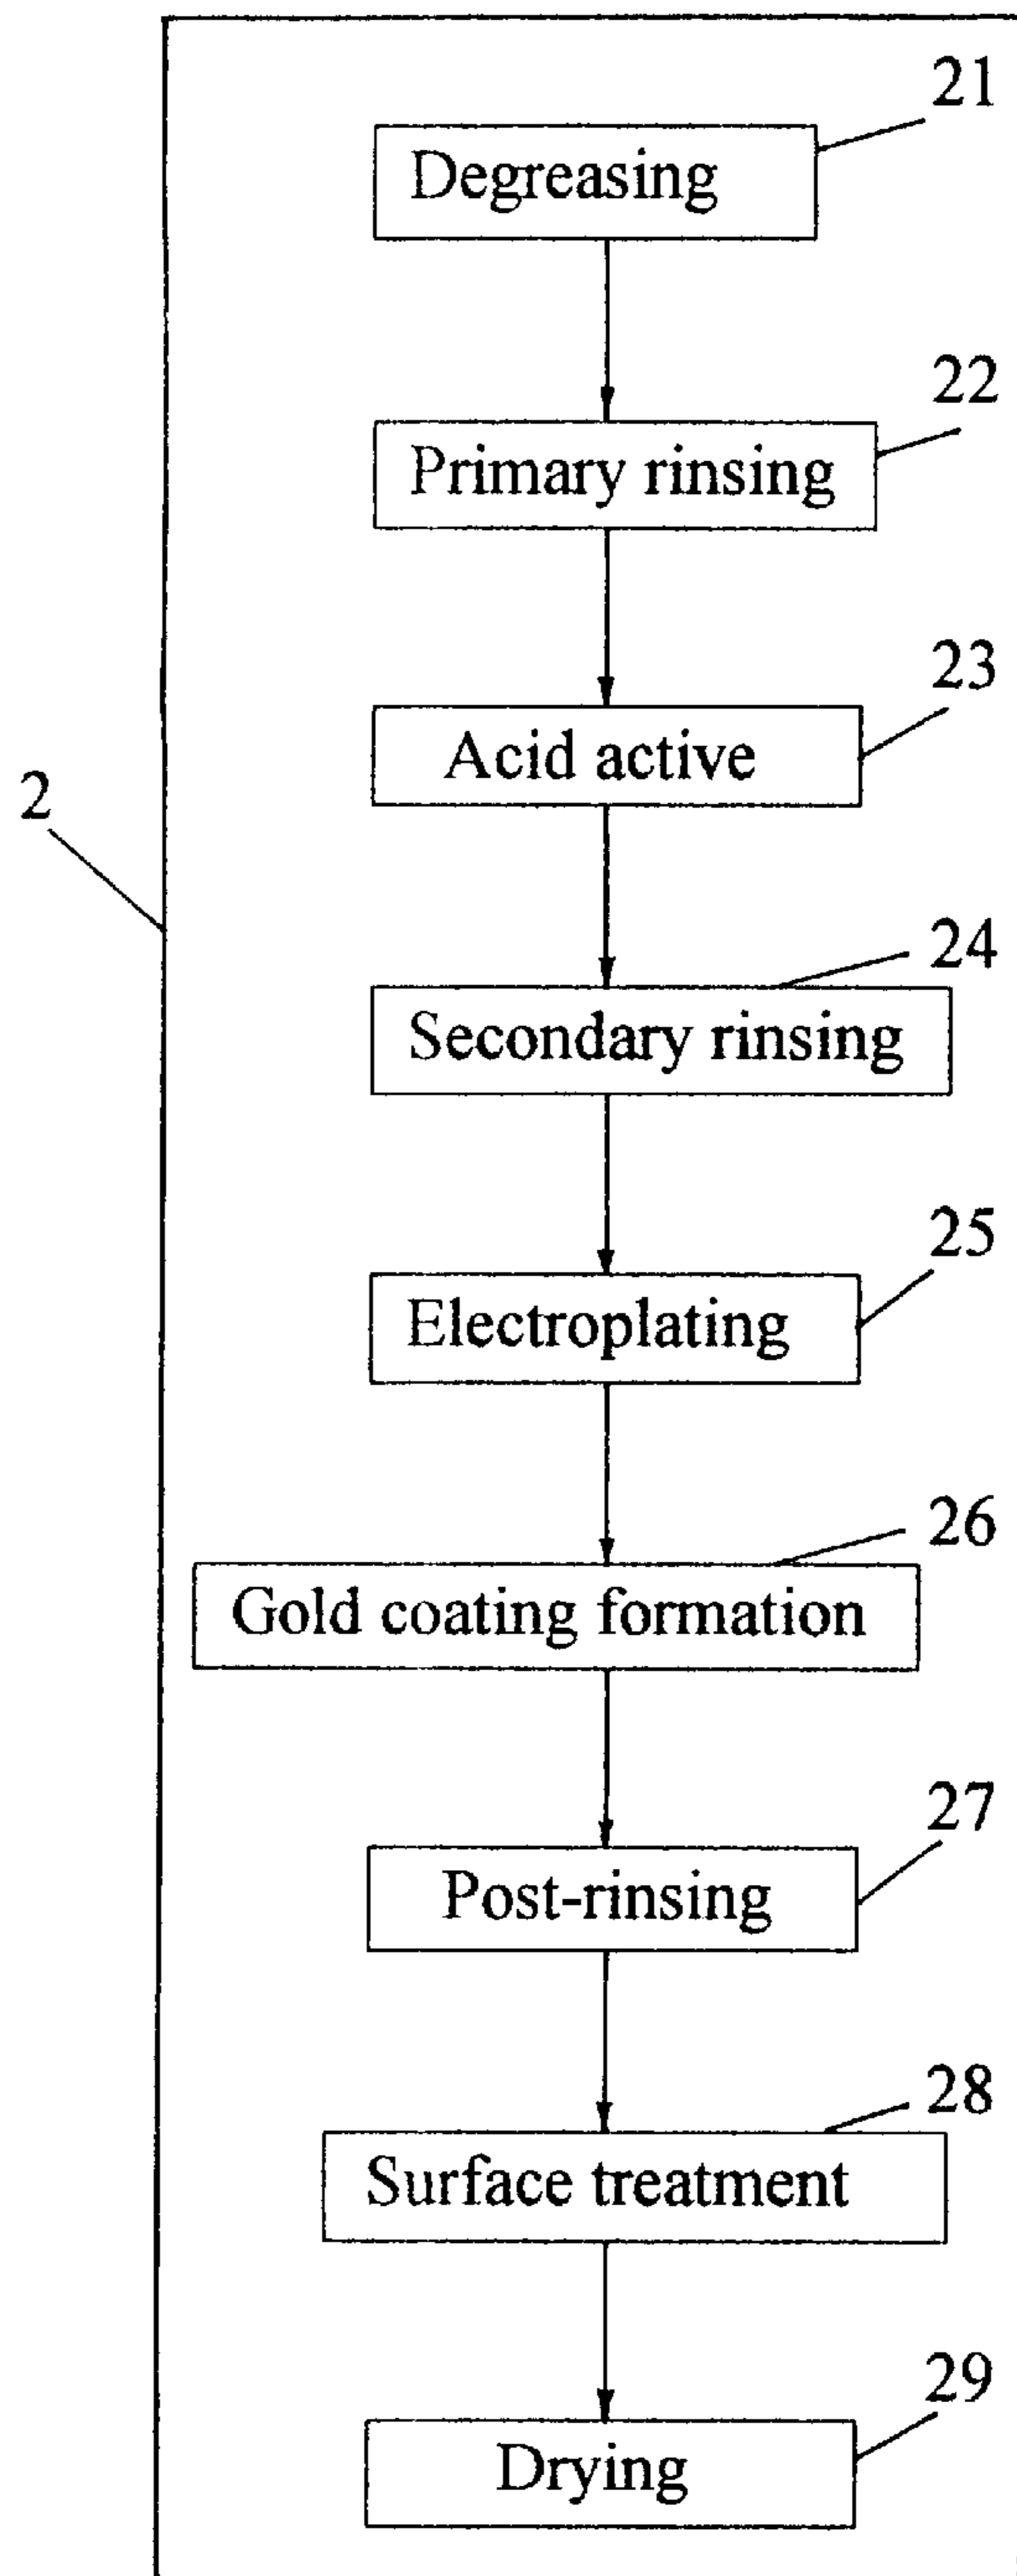 21
Degreasing
22
Primary rinsing
23
Acid active
2
24
Secondary rinsing
25
Electroplating
26
Gold coating formation
27
Post-rinsing
28
Surface treatment
29
Drying